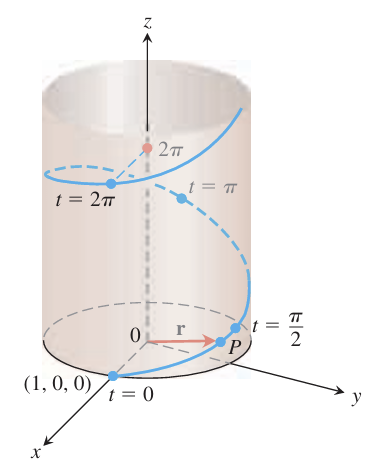 z
2π
t = π
t = 2π
0
r
P
t = π/2
(1, 0, 0)
t = 0
y
x